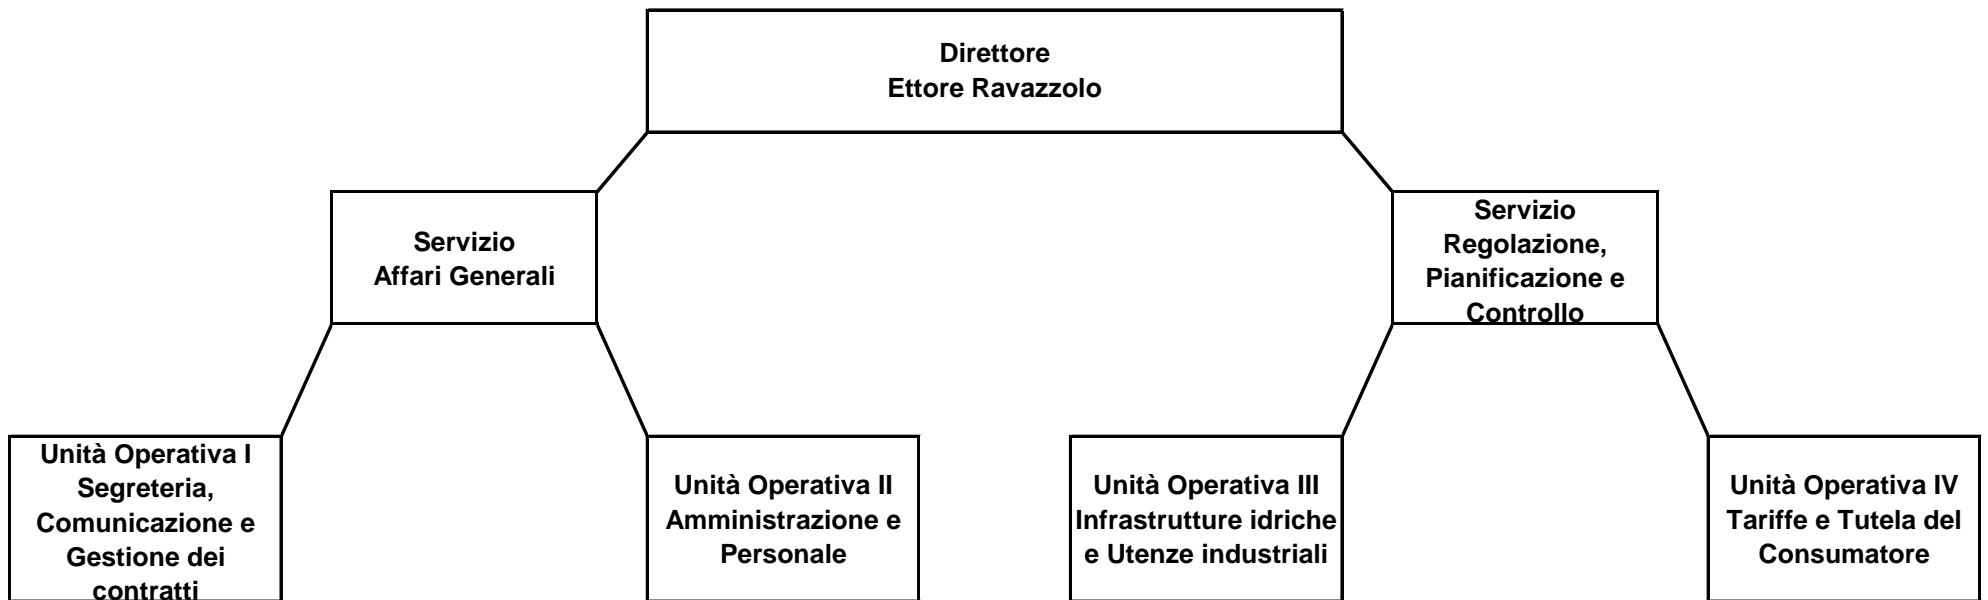 Direttore
Ettore Ravazzolo
Servizio
Affari Generali
Servizio
Regolazione,
Pianificazione e
Controllo
Unità Operativa I
Segreteria,
Comunicazione e
Gestione dei
contratti
Unità Operativa II
Amministrazione e
Personale
Unità Operativa III
Infrastrutture idriche
e Utenze industriali
Unità Operativa IV
Tariffe e Tutela del
Consumatore